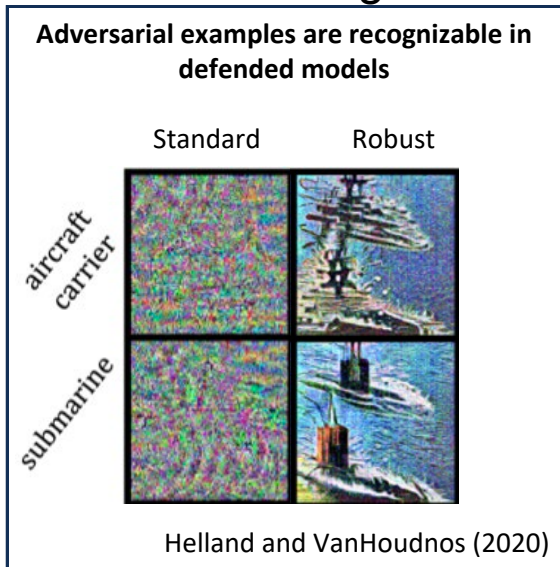 Adversarial examples are recognizable in
defended models
Standard Robust
aircraft
carrier
submarine
Helland and VanHoudnos (2020)